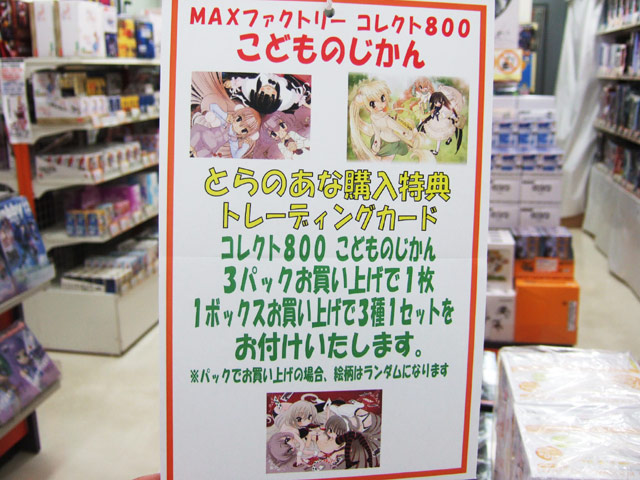 MAXファクトリー コレクト800
こどものじかん
とらのあな購入特典
トレーディングカード
コレクト800 こどものじかん
3パックお買い上げで1枚
1ボックスお買い上げで3種1セットを
お付けいたします。
※パックでお買い上げの場合、絵柄はランダムになります